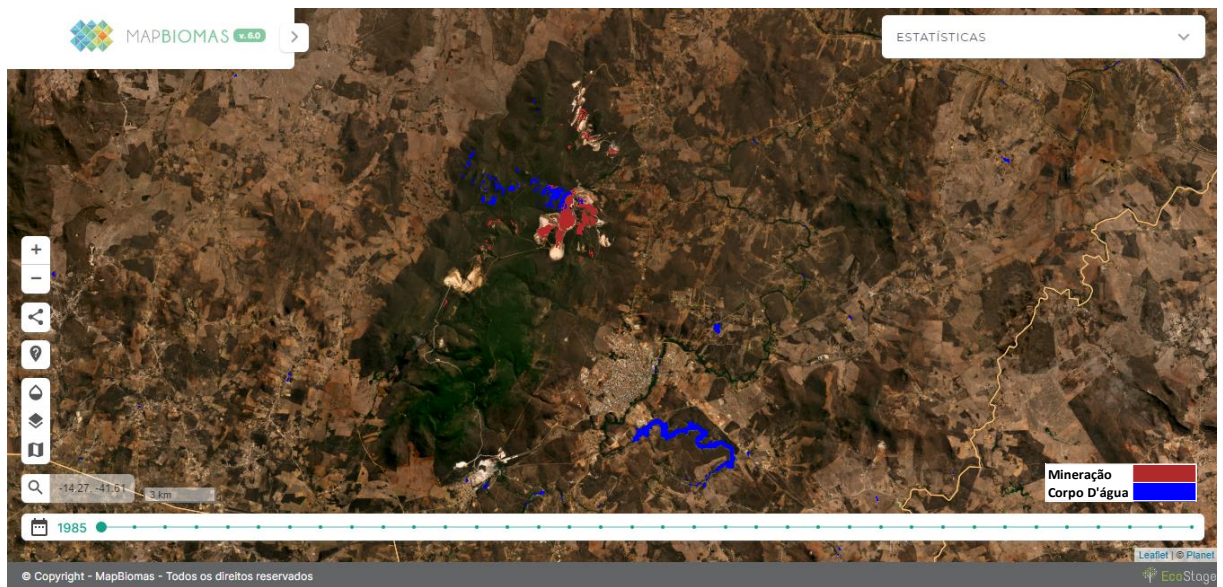 MAPBIOMAS v. 6.0
ESTATÍSTICAS
-14.27, -41.61
3 km
Mineração
Corpo D'água
1985
Leaflet | © Planet
© Copyright - MapBiomas - Todos os direitos reservados
EcoStage